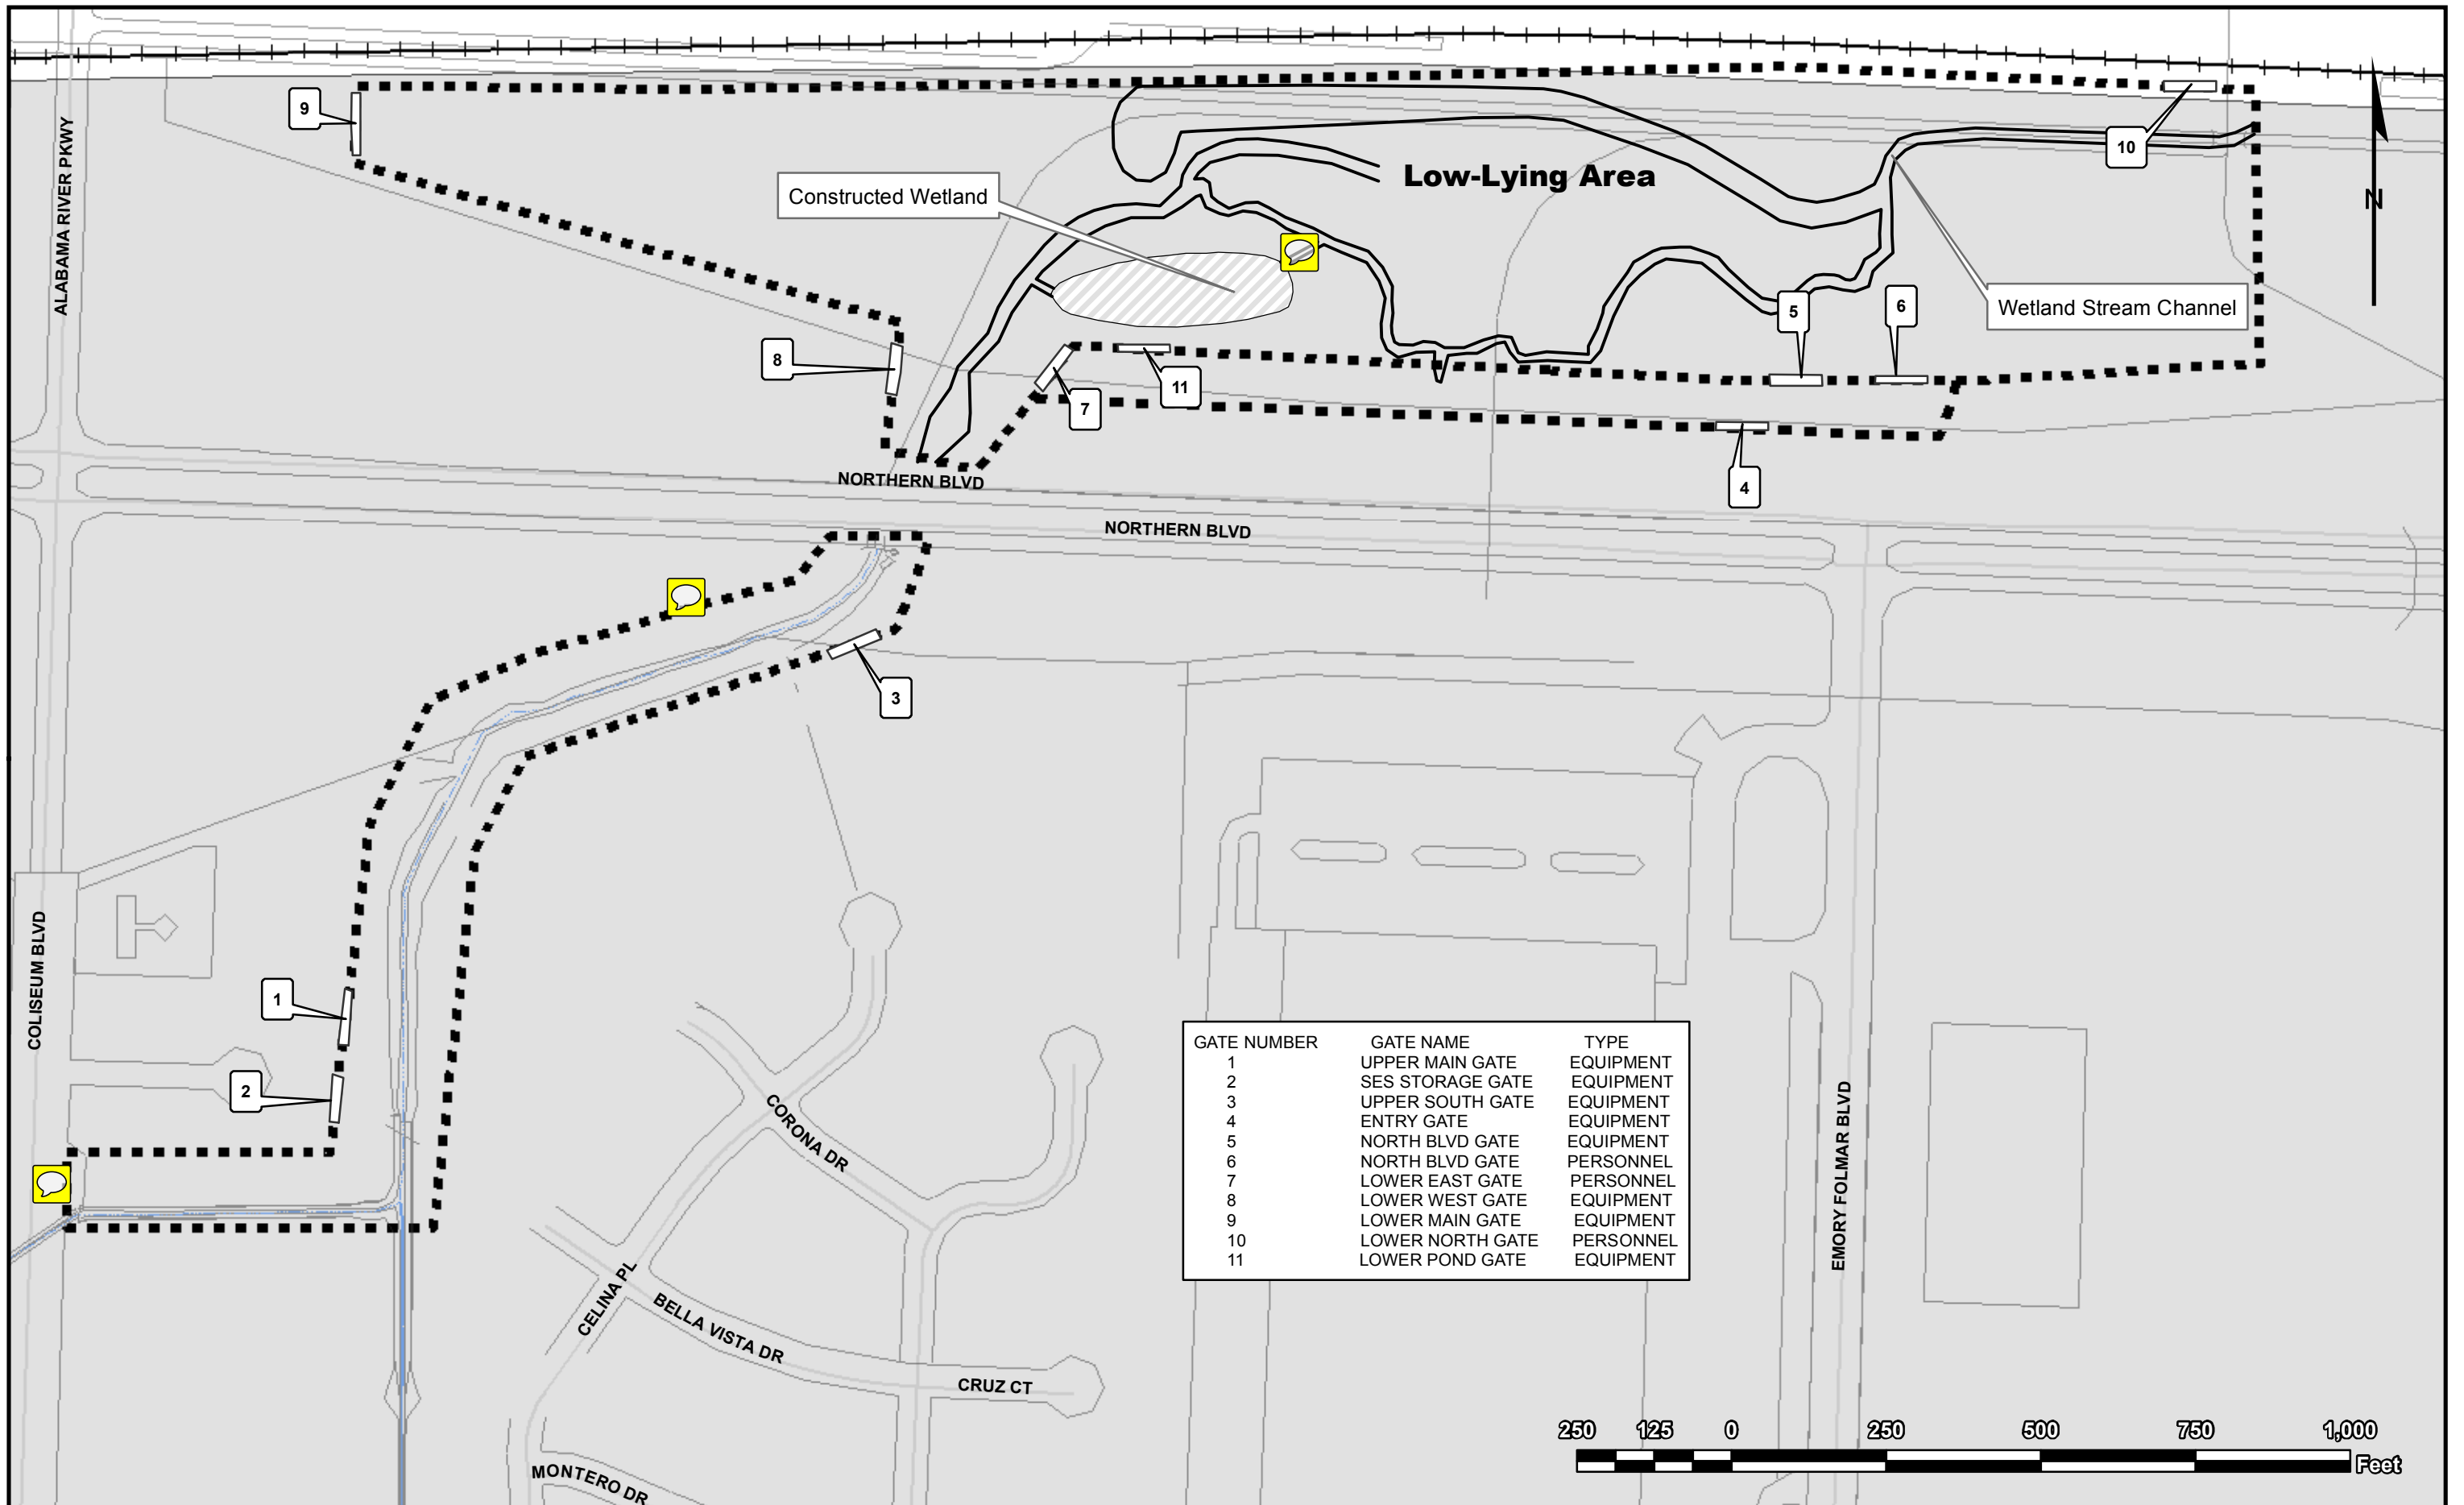 9
10
ALABAMA RIVER PKWY
Low-Lying Area
Constructed Wetland
N
Wetland Stream Channel
5
6
8
11
7
4
NORTHERN BLVD
NORTHERN BLVD
3
COLISEUM BLVD
1
2
CORONA DR
CELINA PL
BELLA VISTA DR
CRUZ CT
MONTERO DR
EMORY FOLMAR BLVD
GATE NUMBER GATE NAME TYPE
1 UPPER MAIN GATE EQUIPMENT
2 SES STORAGE GATE EQUIPMENT
3 UPPER SOUTH GATE EQUIPMENT
4 ENTRY GATE EQUIPMENT
5 NORTH BLVD GATE EQUIPMENT
6 NORTH BLVD GATE PERSONNEL
7 LOWER EAST GATE PERSONNEL
8 LOWER WEST GATE EQUIPMENT
9 LOWER MAIN GATE EQUIPMENT
10 LOWER NORTH GATE PERSONNEL
11 LOWER POND GATE EQUIPMENT
250 125 0 250 500 750 1,000
Feet